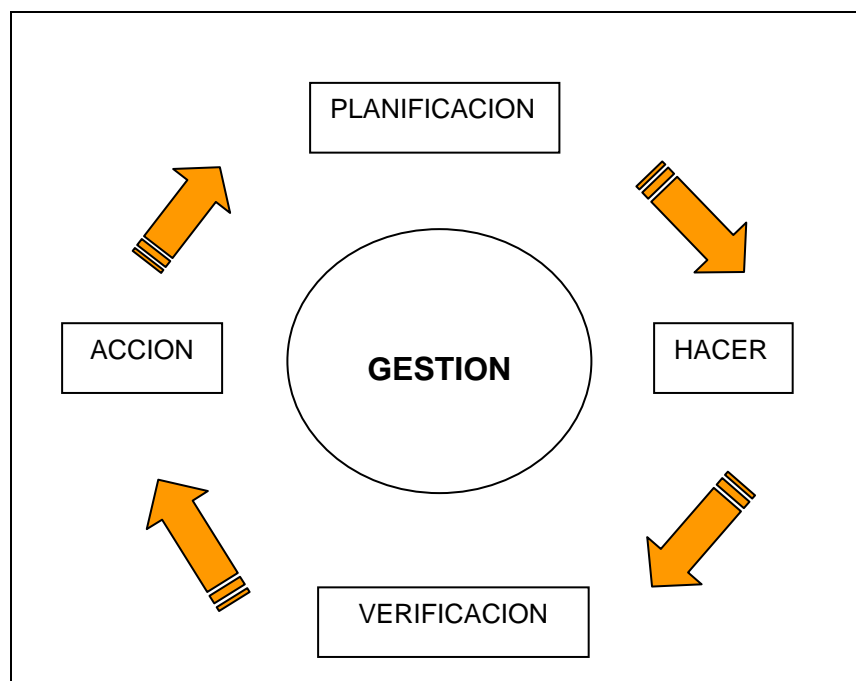 PLANIFICACION
ACCION
GESTION
HACER
VERIFICACION